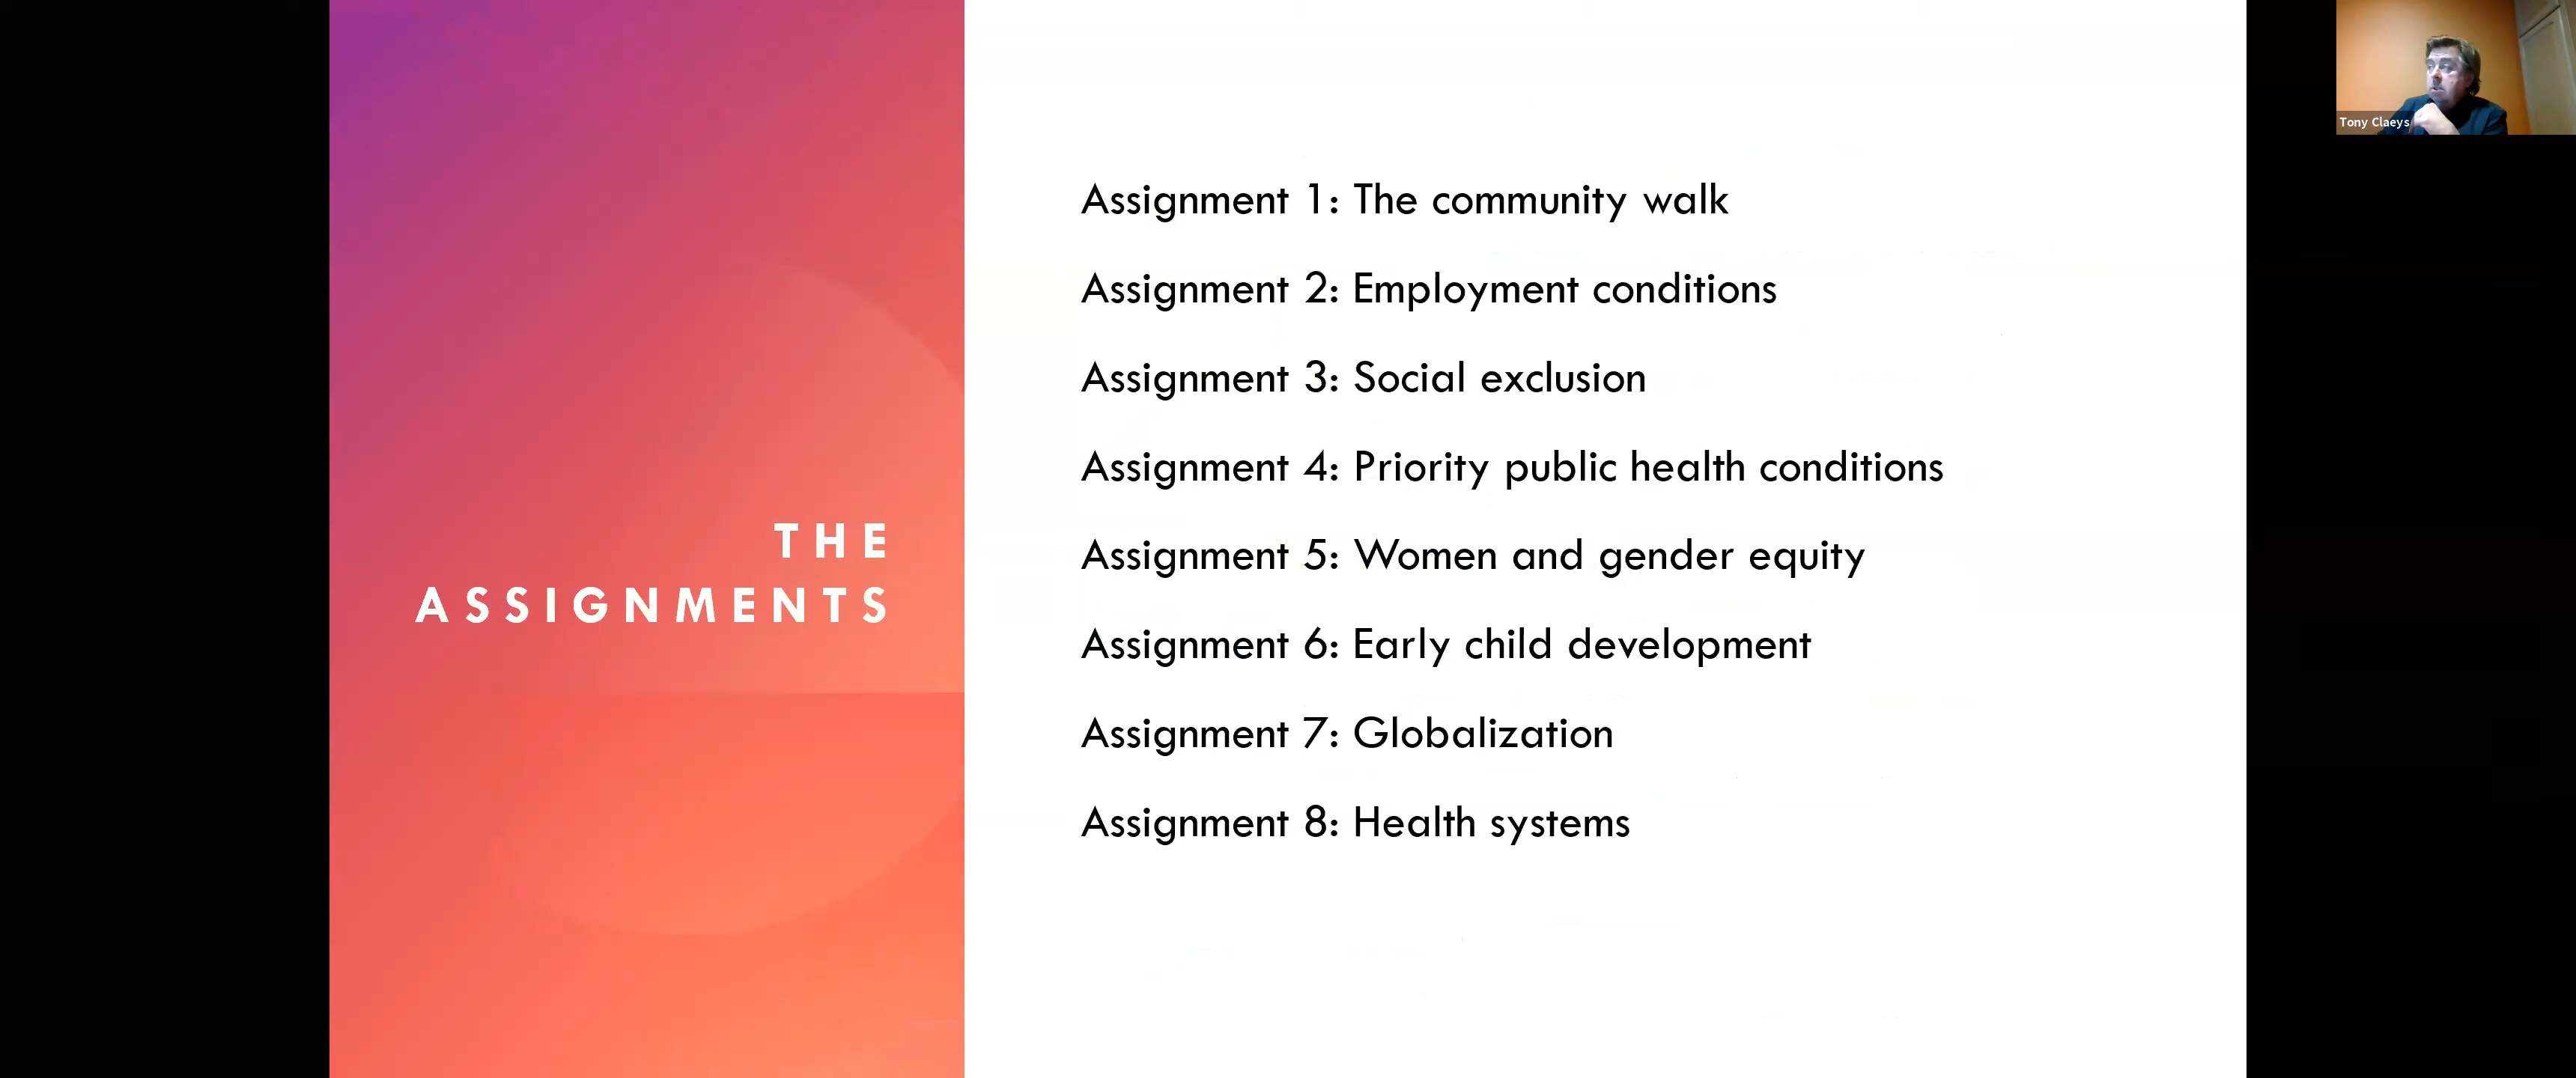 THE
ASSIGNMENTS
Assignment 1: The community walk
Assignment 2: Employment conditions
Assignment 3: Social exclusion
Assignment 4: Priority public health conditions
Assignment 5: Women and gender equity
Assignment 6: Early child development
Assignment 7: Globalization
Assignment 8: Health systems
Tony Claeys